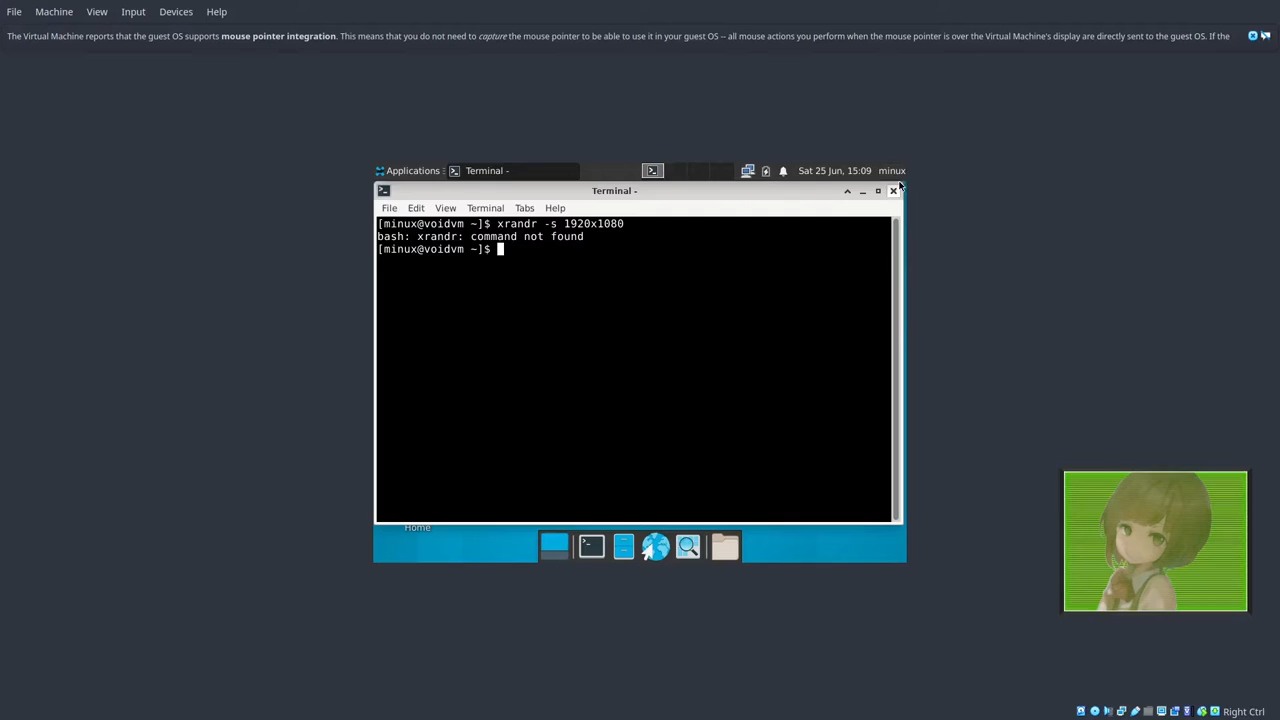 File Machine View Input Devices Help
The Virtual Machine reports that the guest OS supports mouse pointer integration. This means that you do not need to capture the mouse pointer to be able to use it in your guest OS -- all mouse actions you perform when the mouse pointer is over the Virtual Machine's display are directly sent to the guest OS. If the
Applications Terminal - Sat 25 Jun, 15:09 minux
Terminal -
File Edit View Terminal Tabs Help
[minux@voidvm ~]$ xrandr -s 1920x1080
bash: xrandr: command not found
[minux@voidvm ~]$
Home
Right Ctrl